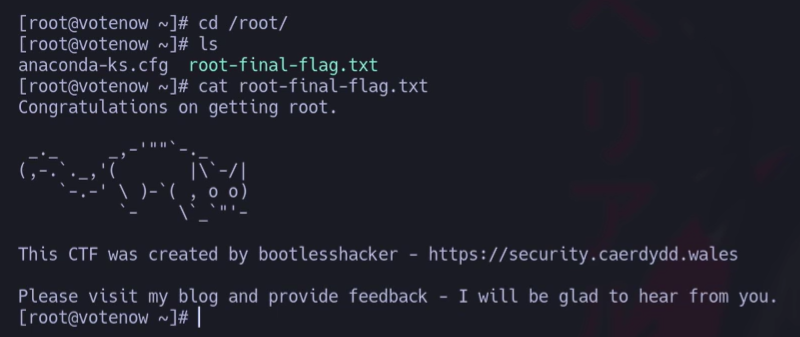 [root@votenow ~]# cd /root/
[root@votenow ~]# ls
anaconda-ks.cfg  root-final-flag.txt
[root@votenow ~]# cat root-final-flag.txt
Congratulations on getting root.

 _._     _,-'""`-._
(,-.`._,'(       |\`-/|
    `-.-' \ )-`( , o o)
          `-    \`_`"'-

This CTF was created by bootlesshacker - https://security.caerdydd.wales

Please visit my blog and provide feedback - I will be glad to hear from you.
[root@votenow ~]#